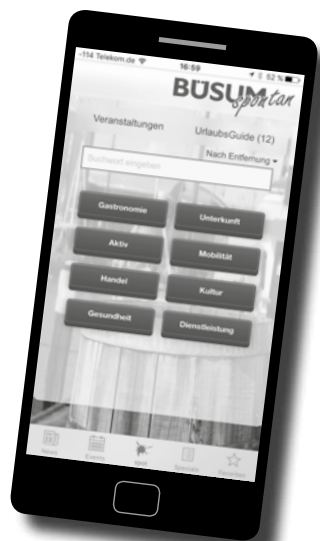 -114 Telekom.de 16:59 52 %
BÜSUM spontan
Veranstaltungen UrlaubsGuide (12)
Nach Entfernung
Suchwort eingeben
Gastronomie Unterkunft
Aktiv Mobilität
Handel Kultur
Gesundheit Dienstleistung
News Events spot Specials Favoriten